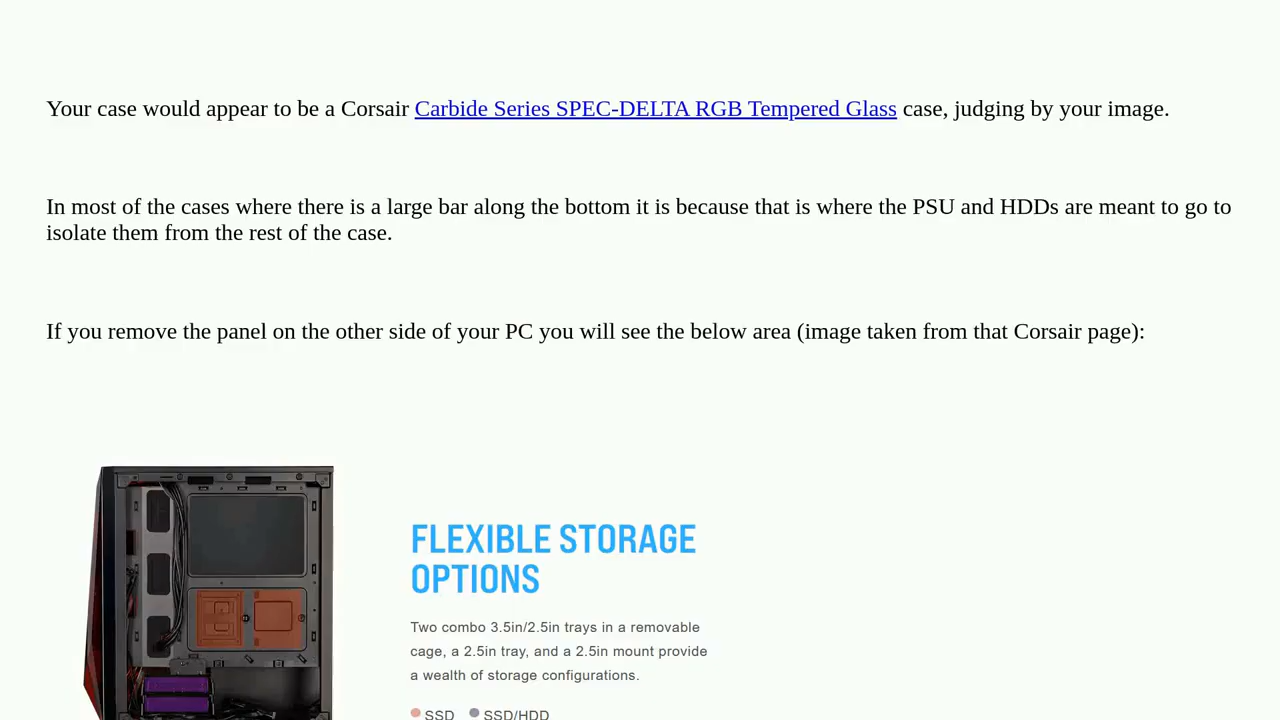 Your case would appear to be a Corsair Carbide Series SPEC-DELTA RGB Tempered Glass case, judging by your image.
In most of the cases where there is a large bar along the bottom it is because that is where the PSU and HDDs are meant to go to
isolate them from the rest of the case.
If you remove the panel on the other side of your PC you will see the below area (image taken from that Corsair page):
FLEXIBLE STORAGE
OPTIONS
Two combo 3.5in/2.5in trays in a removable
cage, a 2.5in tray, and a 2.5in mount provide
a wealth of storage configurations.
SSD SSD/HDD